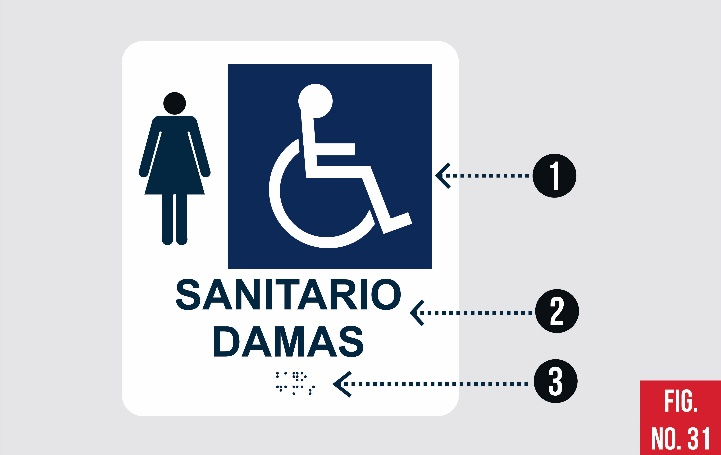 1
SANITARIO
2
DAMAS
3
FIG.
NO. 31